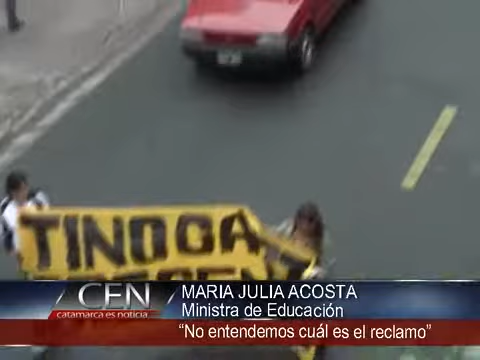 TINOGA
CEN
catamarca es noticia
MARIA JULIA ACOSTA
Ministra de Educación
“No entendemos cuál es el reclamo”